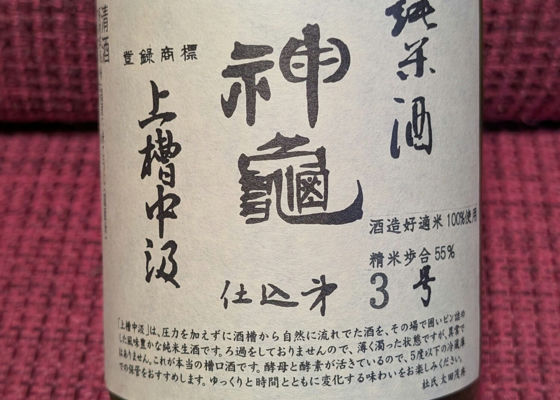 清酒
純米酒
登録商標
神亀
上槽中汲
酒造好適米100%使用
精米歩合55%
仕込第3号
「上槽中汲」は、圧力を加えずに酒槽から自然に流れでた酒を、その場で囲いビン詰め
した風味豊かな純米生酒です。ろ過をしておりませんので、薄く濁った状態ですが、異常で
はありません。これが本当の槽口酒です。酵母と酵素が活きているので、5度以下の冷蔵庫
での保管をおすすめします。ゆっくりと時間とともに変化する味わいをお楽しみください。
杜氏 太田茂典